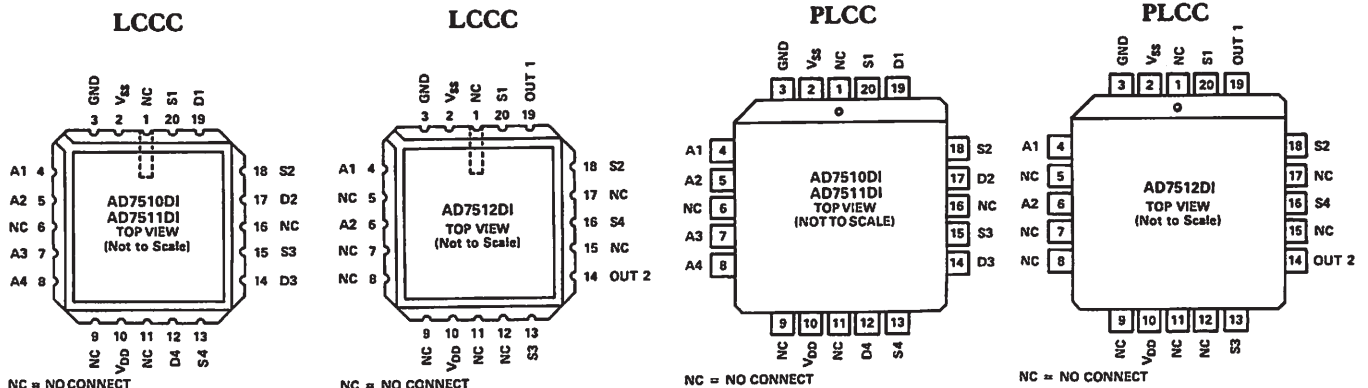 LCCC
GND VSS NC S1 D1
3 2 1 20 19
A1 4
A2 5
NC 6
A3 7
A4 8
AD7510DI
AD7511DI
TOP VIEW
(Not to Scale)
18 S2
17 D2
16 NC
15 S3
14 D3
9 10 11 12 13
NC VDD NC D4 S4
NC = NO CONNECT
LCCC
GND VSS NC S1 OUT 1
3 2 1 20 19
A1 4
NC 5
A2 6
NC 7
NC 8
AD7512DI
TOP VIEW
(Not to Scale)
18 S2
17 NC
16 S4
15 NC
14 OUT 2
9 10 11 12 13
NC VDD NC NC S3
NC = NO CONNECT
PLCC
GND VSS NC S1 D1
3 2 1 20 19
A1 4
A2 5
NC 6
A3 7
A4 8
AD7510DI
AD7511DI
TOP VIEW
(NOT TO SCALE)
18 S2
17 D2
16 NC
15 S3
14 D3
9 10 11 12 13
NC VDD NC D4 S4
NC = NO CONNECT
PLCC
GND VSS NC S1 OUT 1
3 2 1 20 19
A1 4
NC 5
A2 6
NC 7
NC 8
AD7512DI
TOP VIEW
(Not to Scale)
18 S2
17 NC
16 S4
15 NC
14 OUT 2
9 10 11 12 13
NC VDD NC NC S3
NC = NO CONNECT